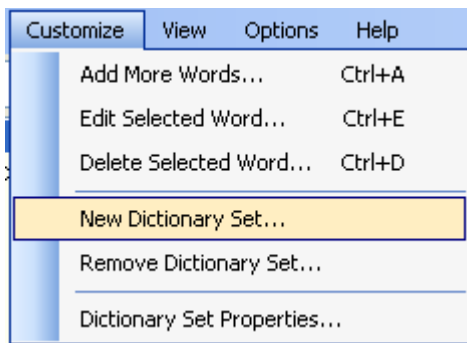 Customize View Options Help
Add More Words... Ctrl+A
Edit Selected Word... Ctrl+E
Delete Selected Word... Ctrl+D
New Dictionary Set...
Remove Dictionary Set...
Dictionary Set Properties...